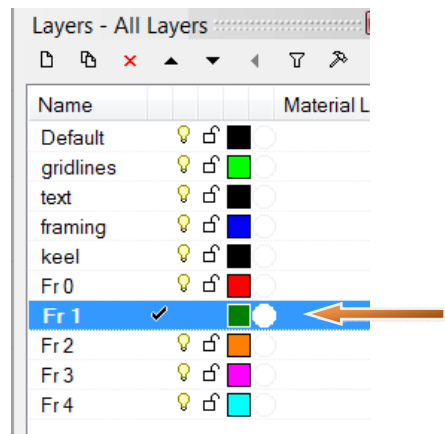 Layers - All Layers
Name Material L
Default
gridlines
text
framing
keel
Fr 0
Fr 1
Fr 2
Fr 3
Fr 4